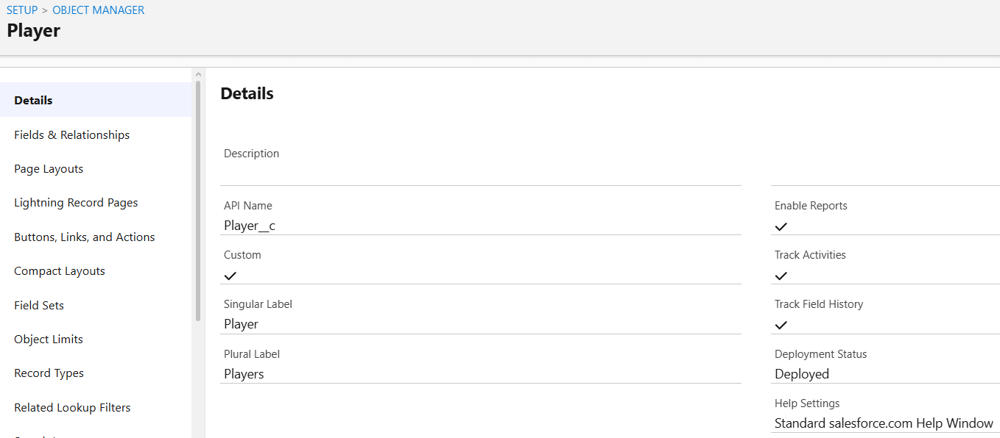 SETUP > OBJECT MANAGER
Player
Details
Fields & Relationships
Page Layouts
Lightning Record Pages
Buttons, Links, and Actions
Compact Layouts
Field Sets
Object Limits
Record Types
Related Lookup Filters
Details
Description
API Name
Player__c
Custom
Singular Label
Player
Plural Label
Players
Enable Reports
Track Activities
Track Field History
Deployment Status
Deployed
Help Settings
Standard salesforce.com Help Window